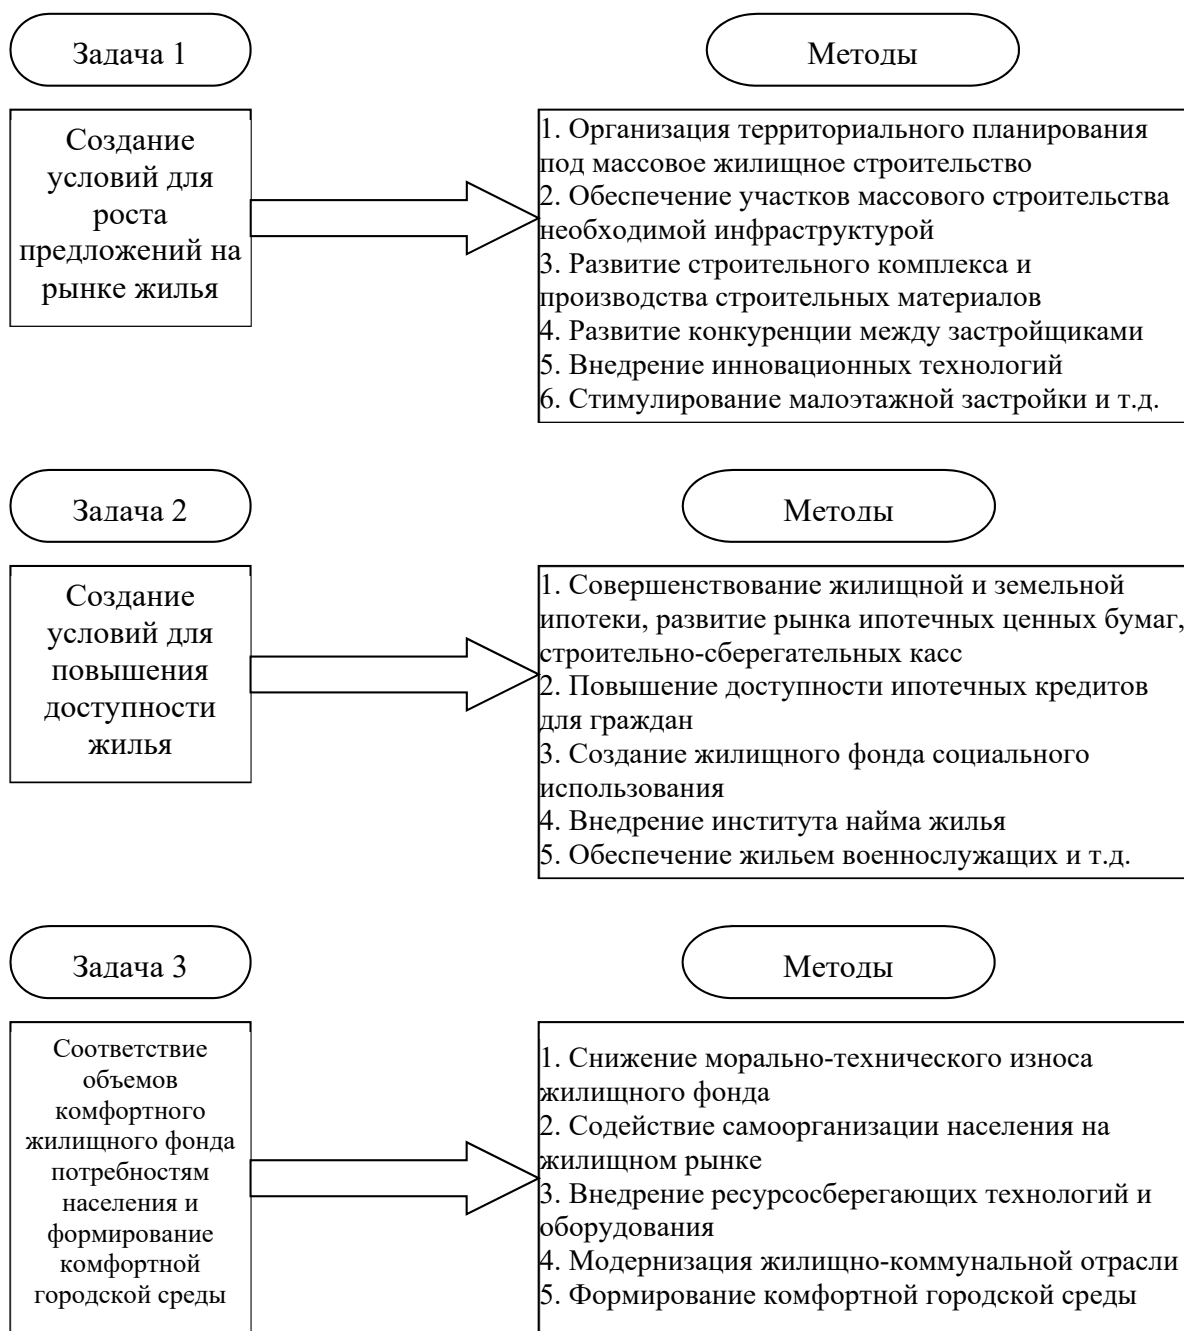 Задача 1
Методы
Создание
условий для
роста
предложений на
рынке жилья
1. Организация территориального планирования
под массовое жилищное строительство
2. Обеспечение участков массового строительства
необходимой инфраструктурой
3. Развитие строительного комплекса и
производства строительных материалов
4. Развитие конкуренции между застройщиками
5. Внедрение инновационных технологий
6. Стимулирование малоэтажной застройки и т.д.
Задача 2
Методы
Создание
условий для
повышения
доступности
жилья
1. Совершенствование жилищной и земельной
ипотеки, развитие рынка ипотечных ценных бумаг,
строительно-сберегательных касс
2. Повышение доступности ипотечных кредитов
для граждан
3. Создание жилищного фонда социального
использования
4. Внедрение института найма жилья
5. Обеспечение жильем военнослужащих и т.д.
Задача 3
Методы
Соответствие
объемов
комфортного
жилищного фонда
потребностям
населения и
формирование
комфортной
городской среды
1. Снижение морально-технического износа
жилищного фонда
2. Содействие самоорганизации населения на
жилищном рынке
3. Внедрение ресурсосберегающих технологий и
оборудования
4. Модернизация жилищно-коммунальной отрасли
5. Формирование комфортной городской среды